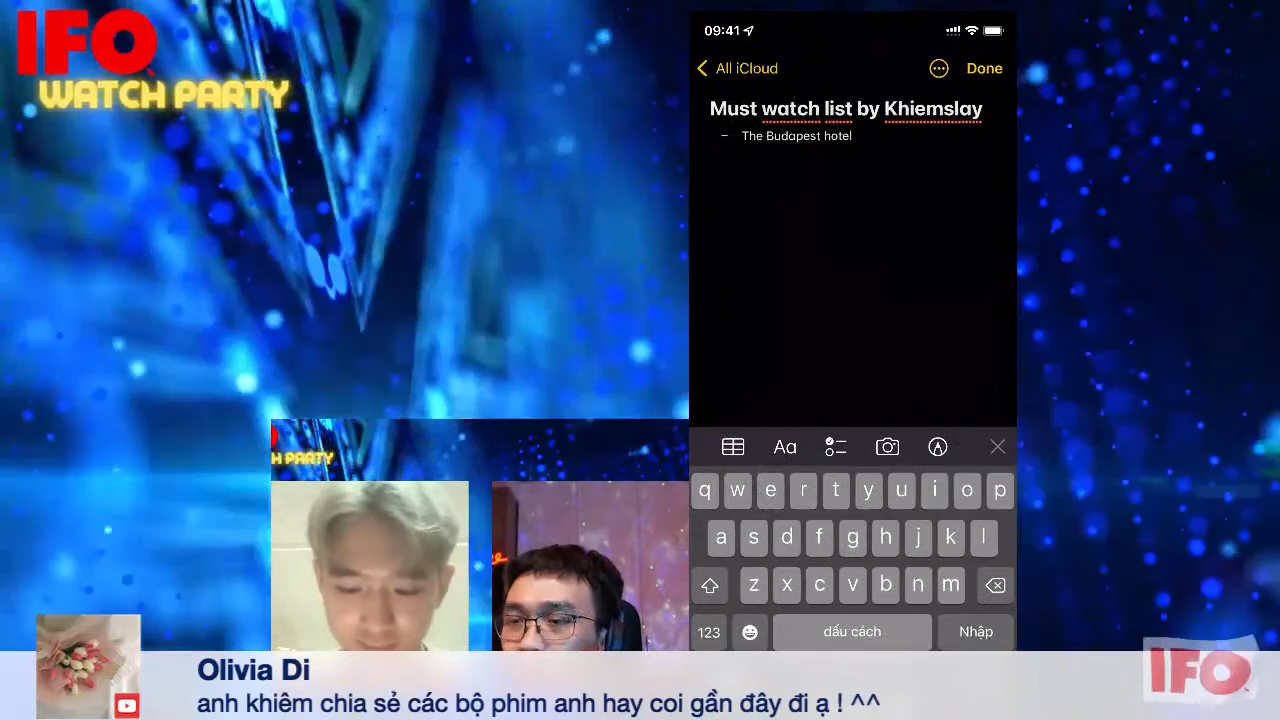 IFO
WATCH PARTY
09:41
All iCloud
Done
Must watch list by Khiemslay
– The Budapest hotel
Aa
q w e r t y u i o p
a s d f g h j k l
z x c v b n m
123
dấu cách
Nhập
H PARTY
Olivia Di
anh khiêm chia sẻ các bộ phim anh hay coi gần đây đi ạ ! ^^
IFO